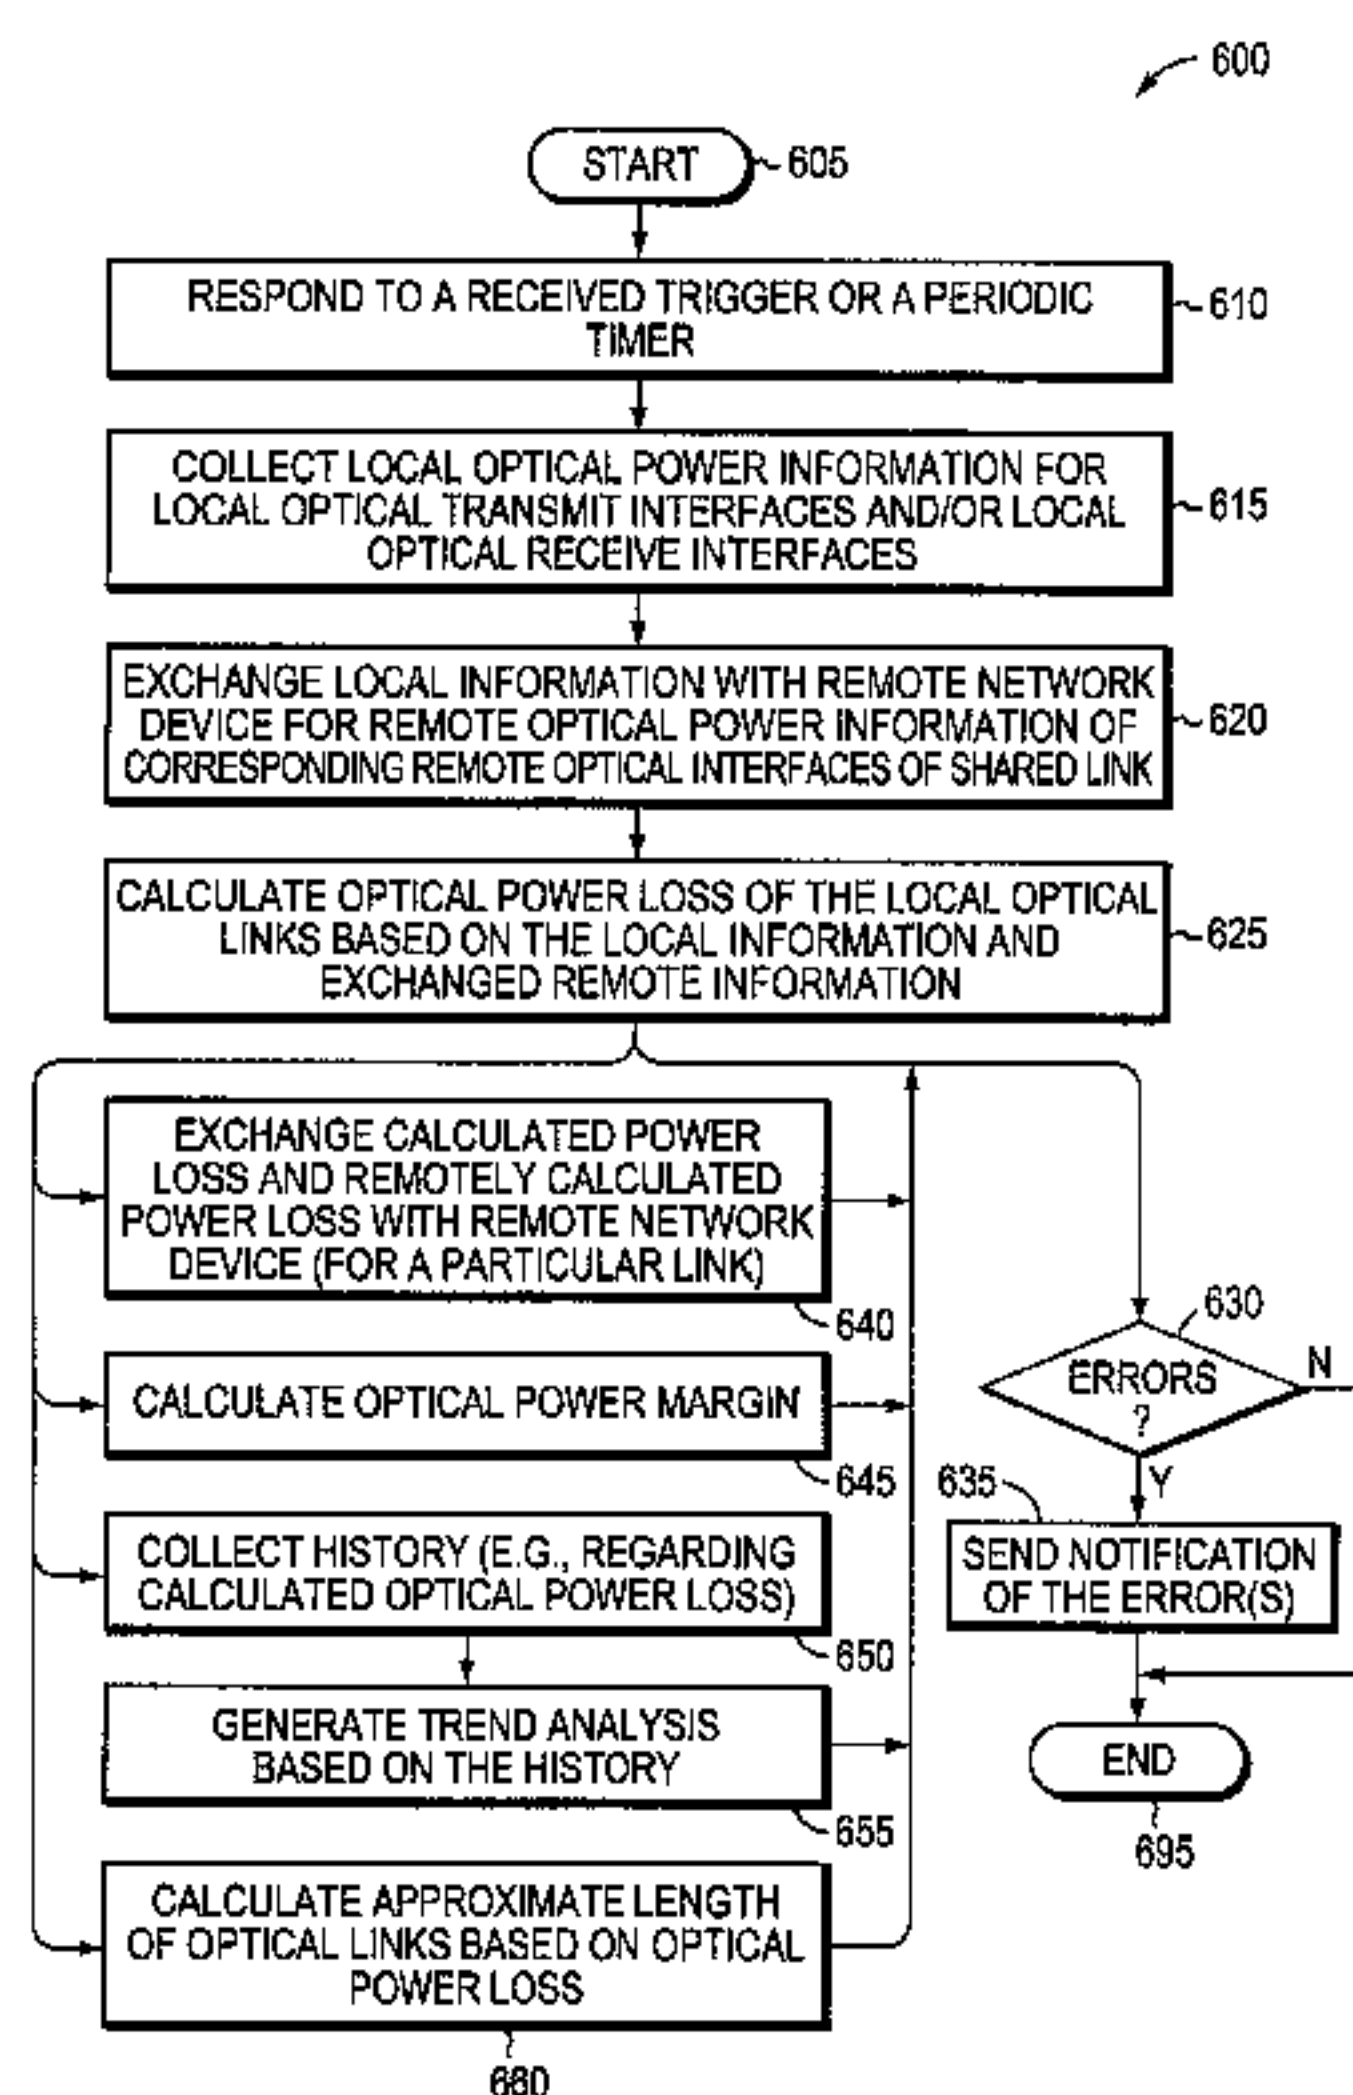 600
START
605
RESPOND TO A RECEIVED TRIGGER OR A PERIODIC
TIMER
610
COLLECT LOCAL OPTICAL POWER INFORMATION FOR
LOCAL OPTICAL TRANSMIT INTERFACES AND/OR LOCAL
OPTICAL RECEIVE INTERFACES
615
EXCHANGE LOCAL INFORMATION WITH REMOTE NETWORK
DEVICE FOR REMOTE OPTICAL POWER INFORMATION OF
CORRESPONDING REMOTE OPTICAL INTERFACES OF SHARED LINK
620
CALCULATE OPTICAL POWER LOSS OF THE LOCAL OPTICAL
LINKS BASED ON THE LOCAL INFORMATION AND
EXCHANGED REMOTE INFORMATION
625
EXCHANGE CALCULATED POWER
LOSS AND REMOTELY CALCULATED
POWER LOSS WITH REMOTE NETWORK
DEVICE (FOR A PARTICULAR LINK)
640
CALCULATE OPTICAL POWER MARGIN
645
COLLECT HISTORY (E.G., REGARDING
CALCULATED OPTICAL POWER LOSS)
650
GENERATE TREND ANALYSIS
BASED ON THE HISTORY
655
CALCULATE APPROXIMATE LENGTH
OF OPTICAL LINKS BASED ON OPTICAL
POWER LOSS
660
630
ERRORS
?
N
Y
635
SEND NOTIFICATION
OF THE ERROR(S)
END
695